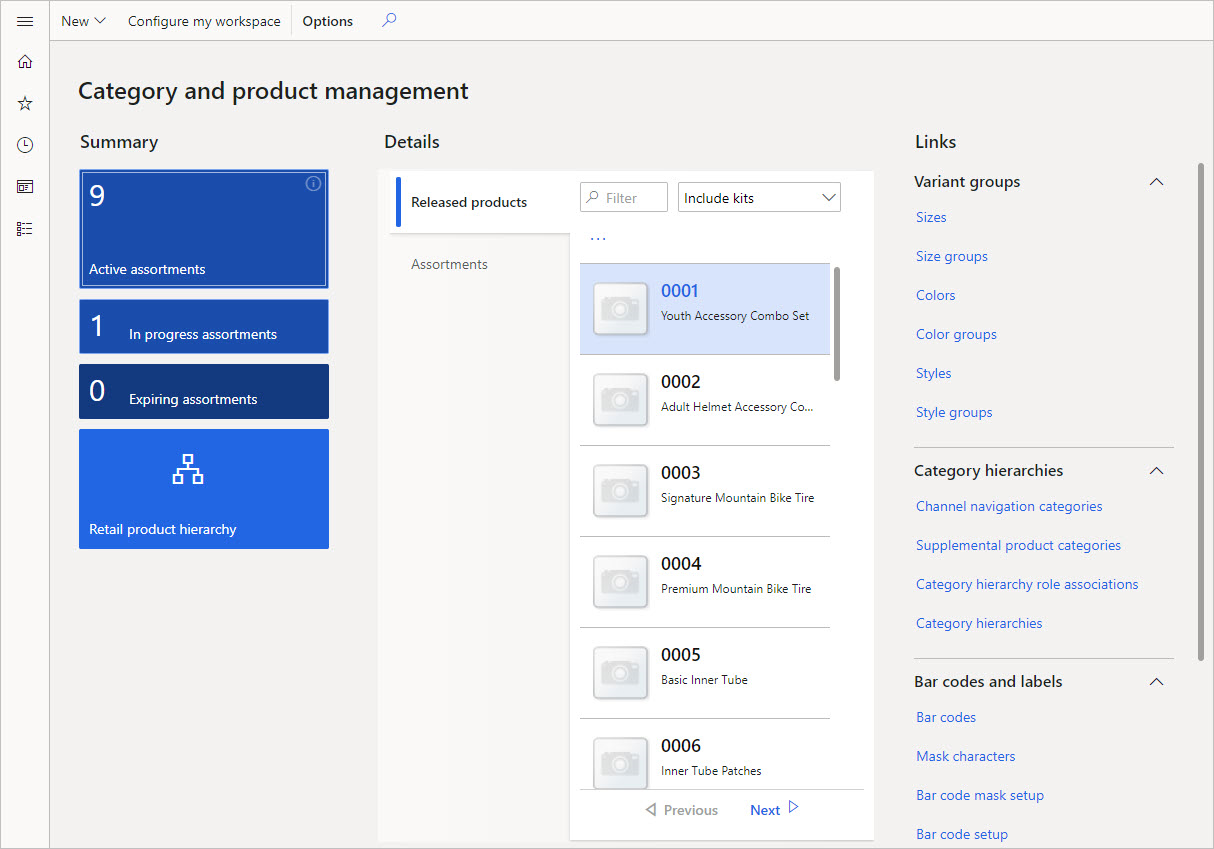 New
Configure my workspace
Options
Category and product management
Summary
9
Active assortments
1
In progress assortments
0
Expiring assortments
Retail product hierarchy
Details
Released products
Assortments
Filter
Include kits
...
0001
Youth Accessory Combo Set
0002
Adult Helmet Accessory Co...
0003
Signature Mountain Bike Tire
0004
Premium Mountain Bike Tire
0005
Basic Inner Tube
0006
Inner Tube Patches
Previous
Next
Links
Variant groups
Sizes
Size groups
Colors
Color groups
Styles
Style groups
Category hierarchies
Channel navigation categories
Supplemental product categories
Category hierarchy role associations
Category hierarchies
Bar codes and labels
Bar codes
Mask characters
Bar code mask setup
Bar code setup